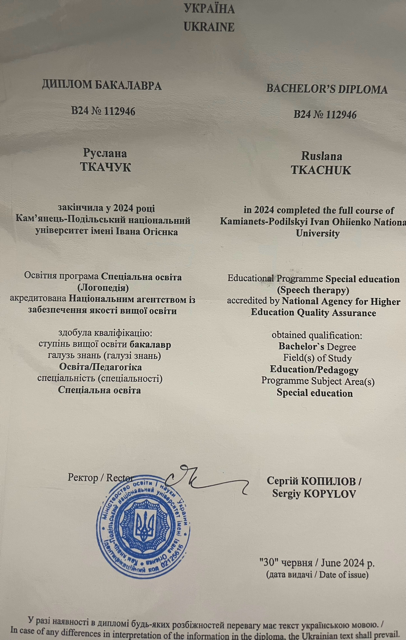 УКРАЇНА
UKRAINE
ДИПЛОМ БАКАЛАВРА
B24 № 112946
Руслана
ТКАЧУК
закінчила у 2024 році
Кам'янець-Подільський національний
університет імені Івана Огієнка
Освітня програма Спеціальна освіта
(Логопедія)
акредитована Національним агентством із
забезпечення якості вищої освіти
здобула кваліфікацію:
ступінь вищої освіти бакалавр
галузь знань (галузі знань)
Освіта/Педагогіка
спеціальність (спеціальності)
Спеціальна освіта
BACHELOR'S DIPLOMA
B24 № 112946
Ruslana
TKACHUK
in 2024 completed the full course of
Kamianets-Podilskyi Ivan Ohiienko Nationa
University
Educational Programme Special education
(Speech therapy)
accredited by National Agency for Higher
Education Quality Assurance
obtained qualification:
Bachelor`s Degree
Field(s) of Study
Education/Pedagogy
Programme Subject Area(s)
Special education
Ректор / Rector
Сергій КОПИЛОВ /
Sergiy KOPYLOV
"30" червня / June 2024 р.
(дата видачі / Date of issue)
У разі наявності в дипломі будь-яких розбіжностей перевагу має текст українською мовою. /
In case of any differences in interpretation of the information in the diploma, the Ukrainian text shall prevail